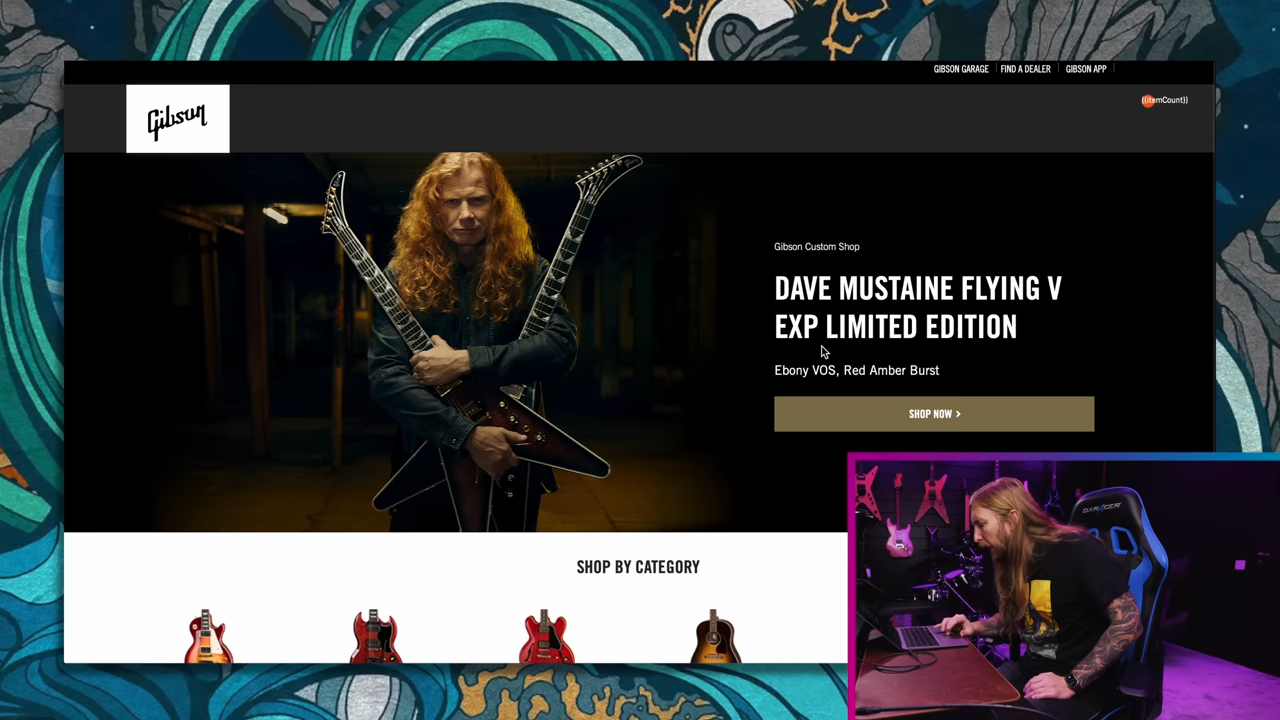 GIBSON GARAGE
FIND A DEALER
GIBSON APP
Gibson
{{itemCount}}
Gibson Custom Shop
DAVE MUSTAINE FLYING V
EXP LIMITED EDITION
Ebony VOS, Red Amber Burst
SHOP NOW >
SHOP BY CATEGORY
DXRACER